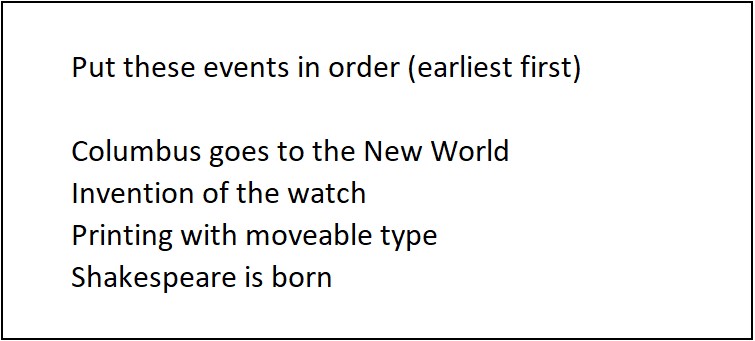 Put these events in order (earliest first)
Columbus goes to the New World
Invention of the watch
Printing with moveable type
Shakespeare is born